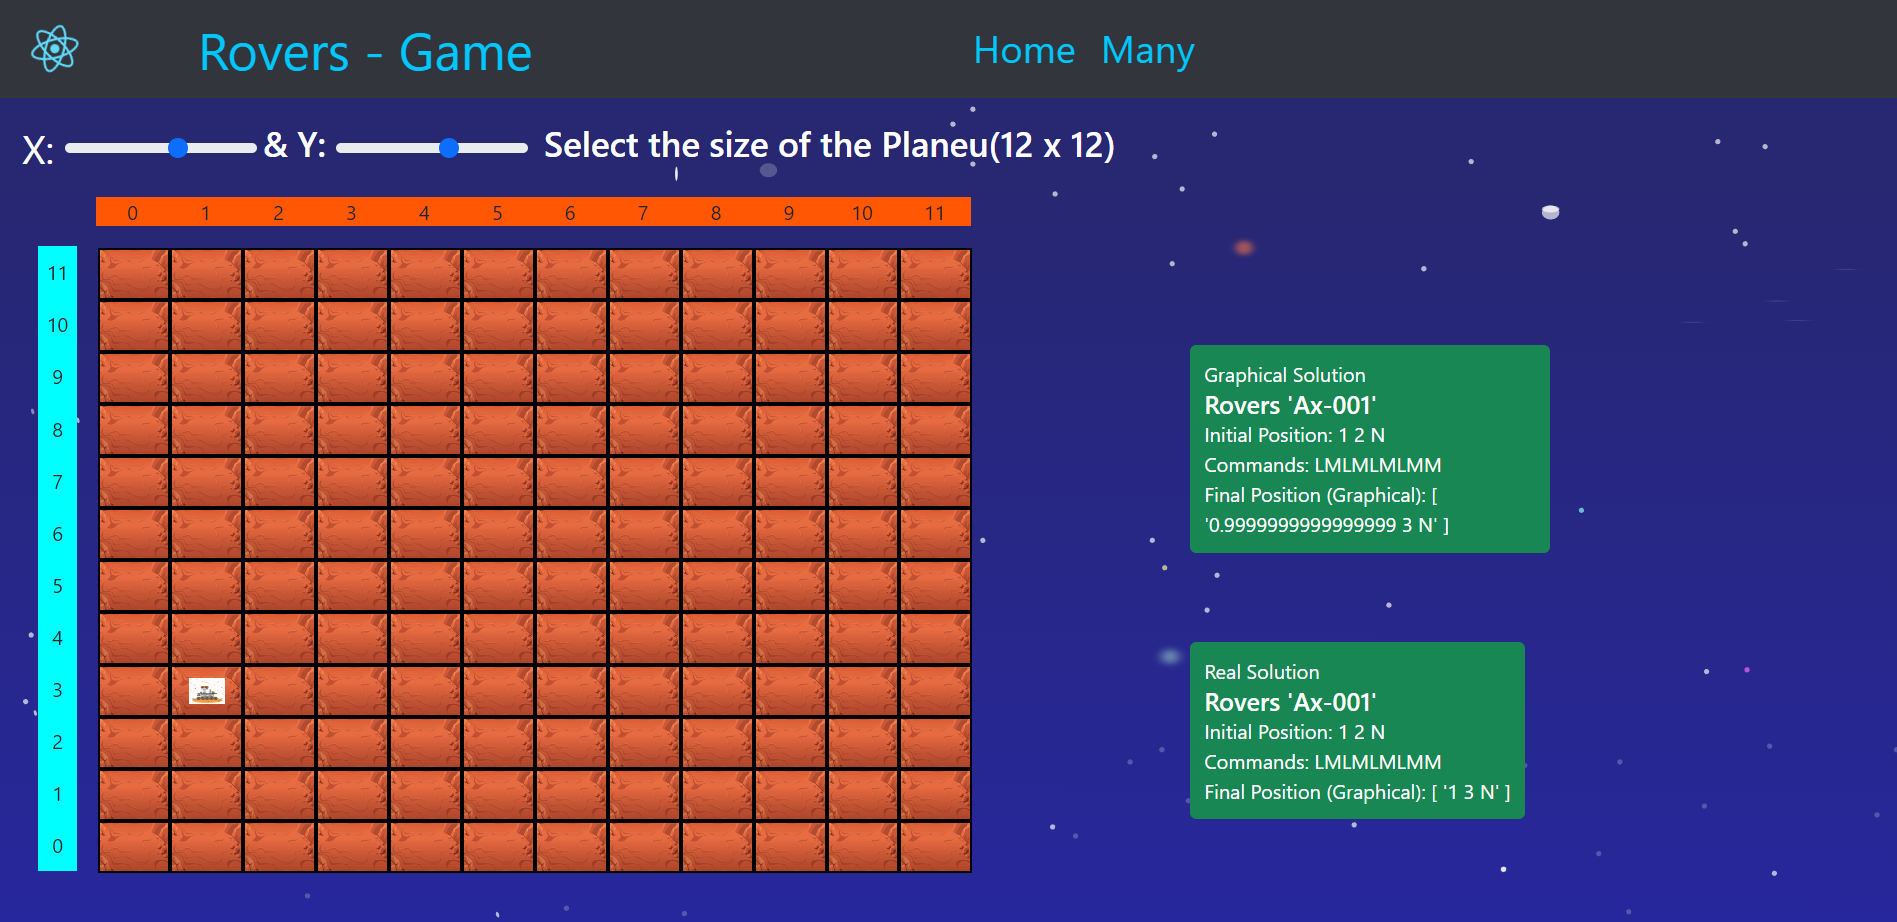 Rovers - Game
Home Many
X: & Y: Select the size of the Planeu(12 x 12)
0 1 2 3 4 5 6 7 8 9 10 11
11
10
9
8
7
6
5
4
3
2
1
0
Graphical Solution
Rovers 'Ax-001'
Initial Position: 1 2 N
Commands: LMLMLMLMM
Final Position (Graphical): [
'0.9999999999999999 3 N' ]
Real Solution
Rovers 'Ax-001'
Initial Position: 1 2 N
Commands: LMLMLMLMM
Final Position (Graphical): [ '1 3 N' ]